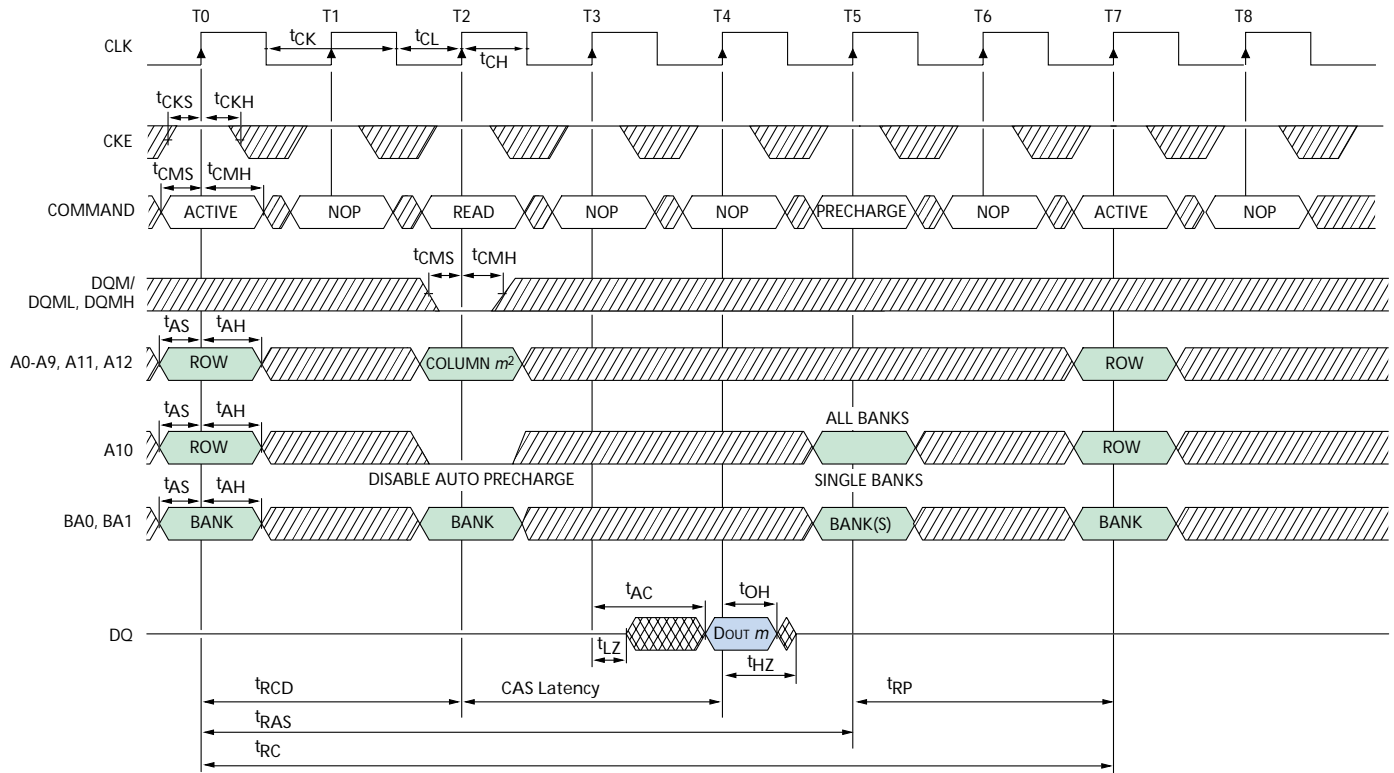 T0 T1 T2 T3 T4 T5 T6 T7 T8
CLK
tCK tCL
tCH
tCKS tCKH
CKE
tCMS tCMH
COMMAND ACTIVE NOP READ NOP NOP PRECHARGE NOP ACTIVE NOP
tCMS tCMH
DQM/
DQML, DQMH
tAS tAH
A0-A9, A11, A12 ROW COLUMN m2 ROW
tAS tAH ALL BANKS
A10 ROW ROW
DISABLE AUTO PRECHARGE SINGLE BANKS
tAS tAH
BA0, BA1 BANK BANK BANK(S) BANK
tAC tOH
DQ DOUT m
tLZ tHZ
tRCD CAS Latency tRP
tRAS
tRC